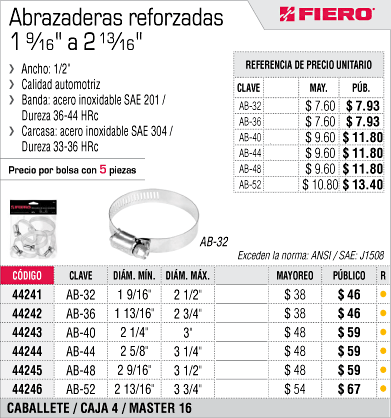 Abrazaderas reforzadas
1 9⁄16" a 2 13⁄16"
FIERO®
Ancho: 1/2"
Calidad automotriz
Banda: acero inoxidable SAE 201 /
Dureza 36-44 HRc
Carcasa: acero inoxidable SAE 304 /
Dureza 33-36 HRc
Precio por bolsa con 5 piezas
REFERENCIA DE PRECIO UNITARIO
CLAVE MAY. PÚB.
AB-32 $ 7.60 $ 7.93
AB-36 $ 7.60 $ 7.93
AB-40 $ 9.60 $ 11.80
AB-44 $ 9.60 $ 11.80
AB-48 $ 9.60 $ 11.80
AB-52 $ 10.80 $ 13.40
AB-32
Exceden la norma: ANSI / SAE: J1508
CÓDIGO CLAVE DIÁM. MÍN. DIÁM. MÁX. MAYOREO PÚBLICO R
44241 AB-32 1 9/16" 2 1/2" $ 38 $ 46
44242 AB-36 1 13/16" 2 3/4" $ 38 $ 46
44243 AB-40 2 1/4" 3" $ 48 $ 59
44244 AB-44 2 5/8" 3 1/4" $ 48 $ 59
44245 AB-48 2 9/16" 3 1/2" $ 48 $ 59
44246 AB-52 2 13/16" 3 3/4" $ 54 $ 67
CABALLETE / CAJA 4 / MASTER 16